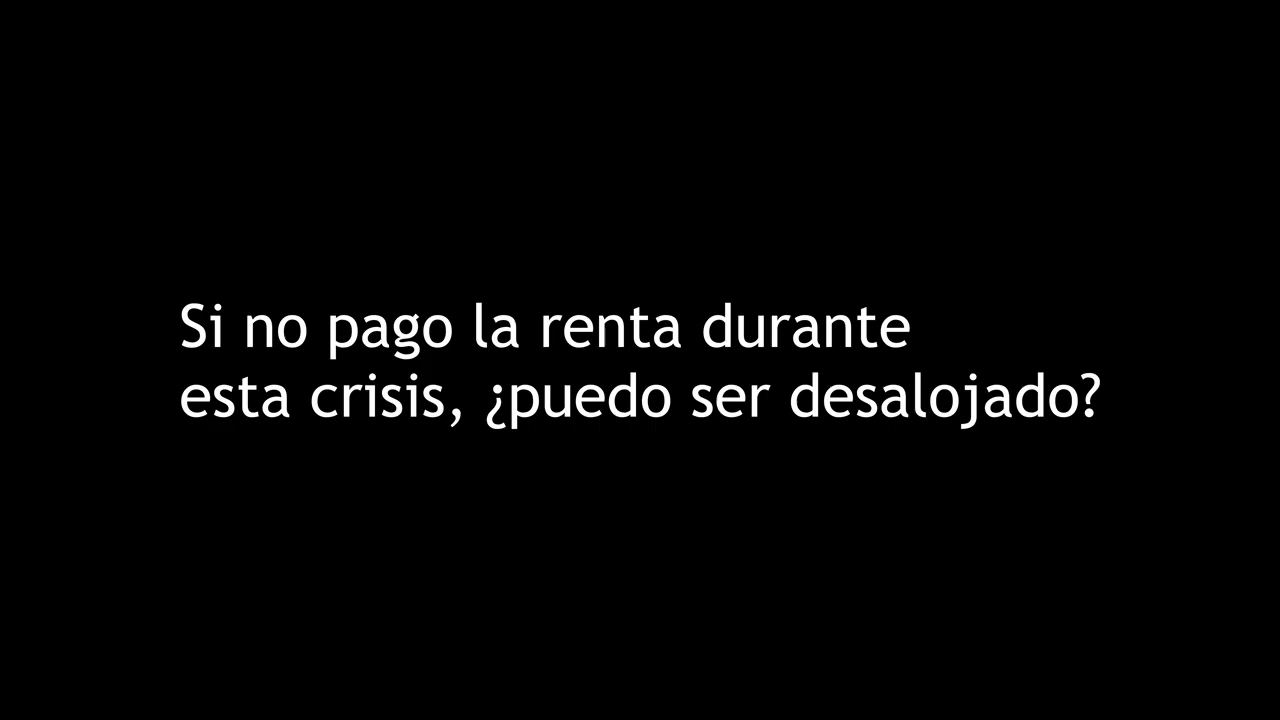 Si no pago la renta durante
esta crisis, ¿puedo ser desalojado?